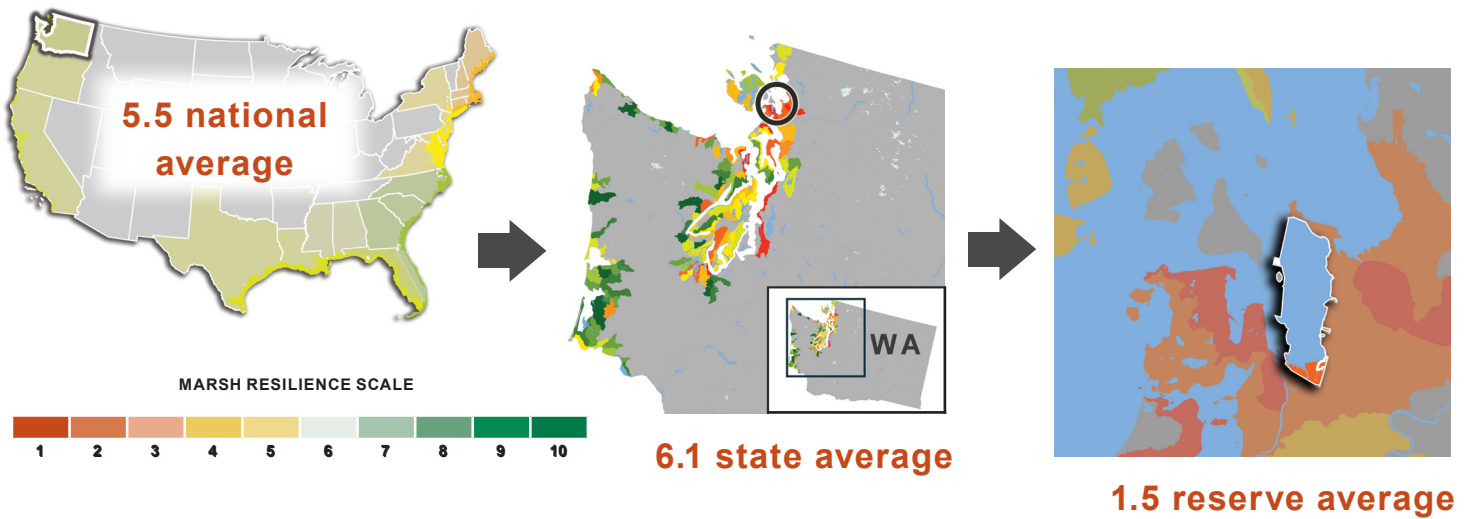 5.5 national
average
MARSH RESILIENCE SCALE
1 2 3 4 5 6 7 8 9 10
WA
6.1 state average
1.5 reserve average